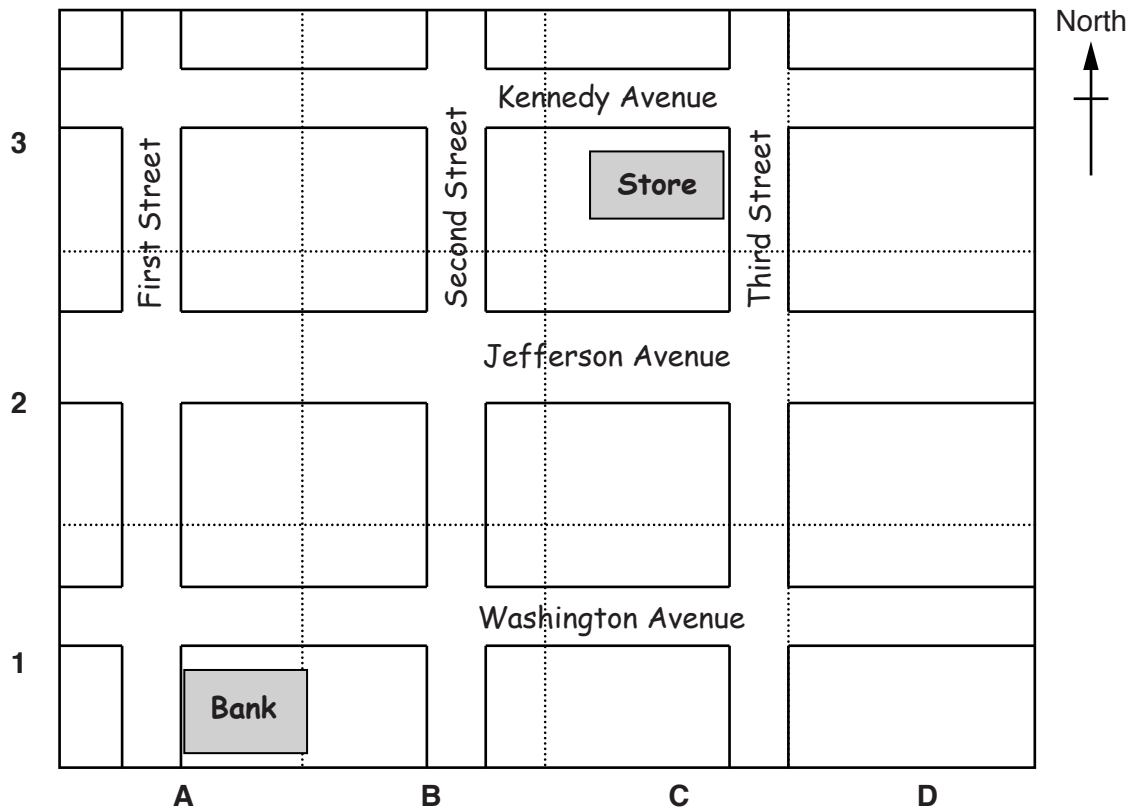 North
Kennedy Avenue
3
First Street
Second Street
Third Street
Store
Jefferson Avenue
2
Washington Avenue
1
Bank
A
B
C
D